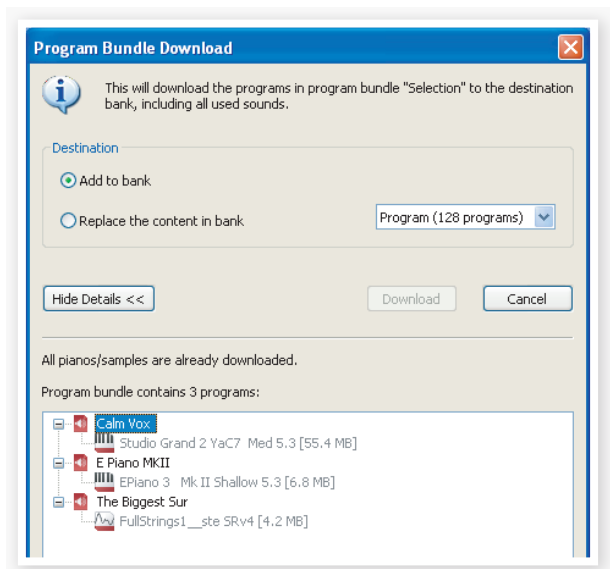 Program Bundle Download
This will download the programs in program bundle "Selection" to the destination
bank, including all used sounds.
Destination
Add to bank
Replace the content in bank
Program (128 programs)
Hide Details <<
Download
Cancel
All pianos/samples are already downloaded.
Program bundle contains 3 programs:
Calm Vox
Studio Grand 2 YaC7  Med 5.3 [55.4 MB]
E Piano MKII
EPiano 3   Mk II Shallow 5.3 [6.8 MB]
The Biggest Sur
FullStrings1__ste SRv4 [4.2 MB]